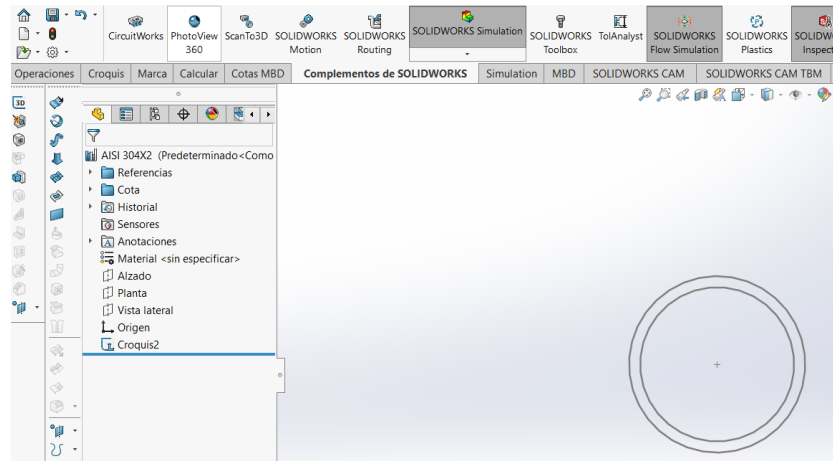 CircuitWorks PhotoView 360 ScanTo3D SOLIDWORKS Motion SOLIDWORKS Routing SOLIDWORKS Simulation SOLIDWORKS Toolbox TolAnalyst SOLIDWORKS Flow Simulation SOLIDWORKS Plastics SOLIDW Inspect
Operaciones Croquis Marca Calcular Cotas MBD Complementos de SOLIDWORKS Simulation MBD SOLIDWORKS CAM SOLIDWORKS CAM TBM
3D
AISI 304X2 (Predeterminado<Como
Referencias
Cota
Historial
Sensores
A Anotaciones
Material <sin especificar>
Alzado
Planta
Vista lateral
Origen
Croquis2